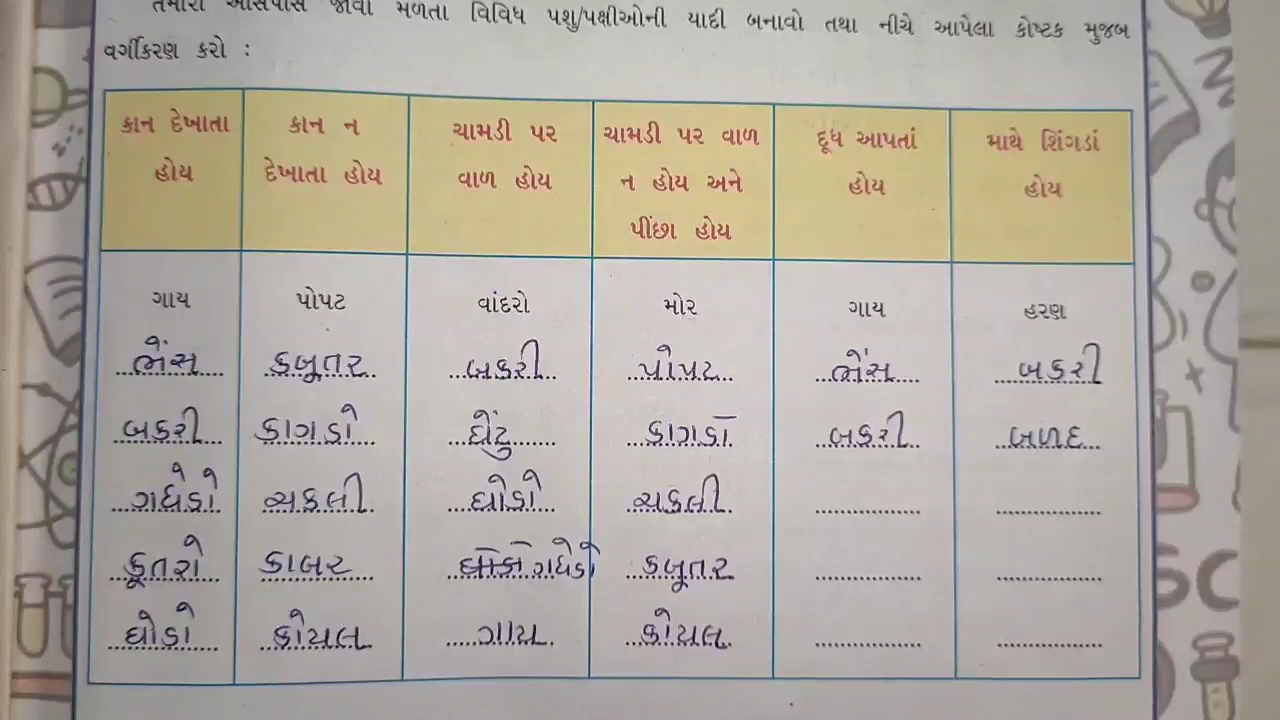 તમારી આસપાસ જોવા મળતા વિવિધ પશુ/પક્ષીઓની યાદી બનાવો તથા નીચે આપેલા કોષ્ટક મુજબ
વર્ગીકરણ કરો :
કાન દેખાતા હોય | કાન ન દેખાતા હોય | ચામડી પર વાળ હોય | ચામડી પર વાળ ન હોય અને પીંછા હોય | દૂધ આપતાં હોય | માથે શિંગડાં હોય
ગાય | પોપટ | વાંદરો | મોર | ગાય | હરણ
ભેંસ | કબૂતર | બકરી | પોપટ | ભેંસ | બકરી
બકરી | કાગડો | ઘેંટુ | કાગડો | બકરી | બળદ
ગધેડો | ચકલી | ઘોડો | ચકલી
કૂતરો | કાબર | ગધેડો | કબૂતર
ઘોડો | કોયલ | ગાય | કોયલ